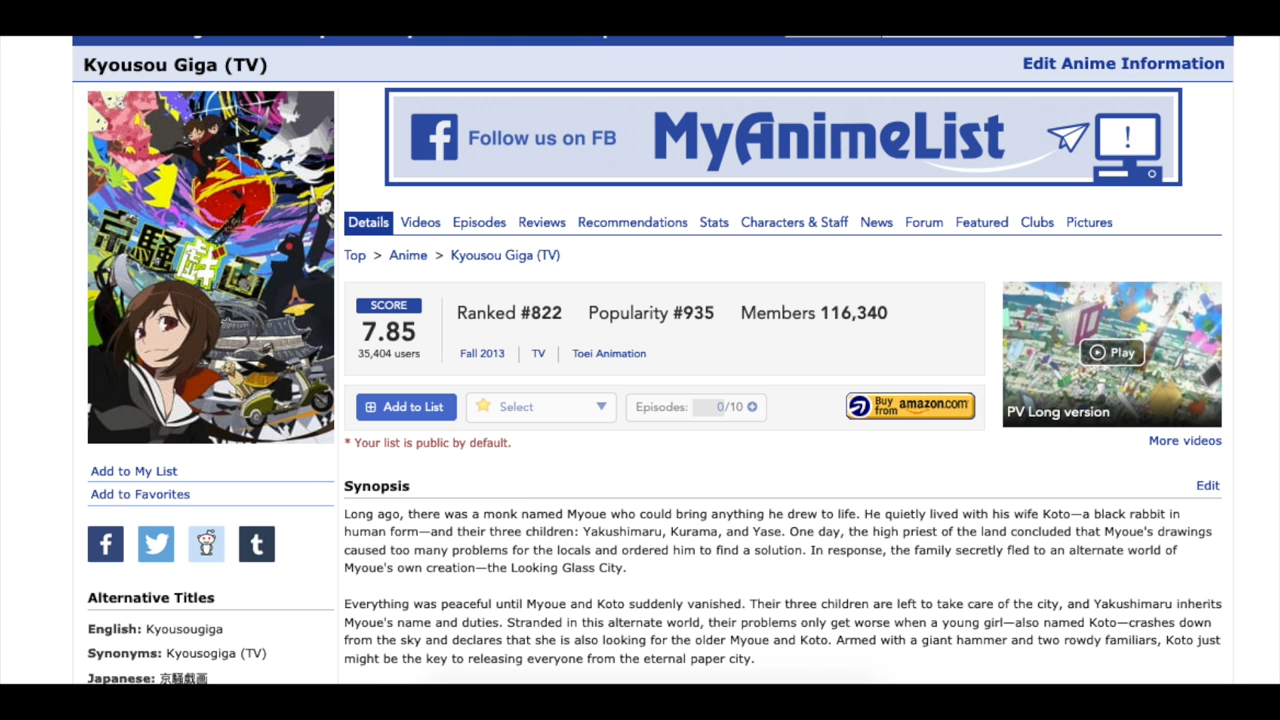 Kyousou Giga (TV)
Edit Anime Information
京騒戯画
Follow us on FB
MyAnimeList
!
Details Videos Episodes Reviews Recommendations Stats Characters & Staff News Forum Featured Clubs Pictures
Top > Anime > Kyousou Giga (TV)
SCORE
7.85
35,404 users
Ranked #822 Popularity #935 Members 116,340
Fall 2013 TV Toei Animation
Add to List
Select
Episodes: 0/10
Buy from amazon.com
Play
PV Long version
* Your list is public by default.
More videos
Add to My List
Add to Favorites
f
t
Alternative Titles
English: Kyousougiga
Synonyms: Kyousogiga (TV)
Japanese: 京騒戯画
Synopsis
Edit
Long ago, there was a monk named Myoue who could bring anything he drew to life. He quietly lived with his wife Koto—a black rabbit in
human form—and their three children: Yakushimaru, Kurama, and Yase. One day, the high priest of the land concluded that Myoue's drawings
caused too many problems for the locals and ordered him to find a solution. In response, the family secretly fled to an alternate world of
Myoue's own creation—the Looking Glass City.
Everything was peaceful until Myoue and Koto suddenly vanished. Their three children are left to take care of the city, and Yakushimaru inherits
Myoue's name and duties. Stranded in this alternate world, their problems only get worse when a young girl—also named Koto—crashes down
from the sky and declares that she is also looking for the older Myoue and Koto. Armed with a giant hammer and two rowdy familiars, Koto just
might be the key to releasing everyone from the eternal paper city.